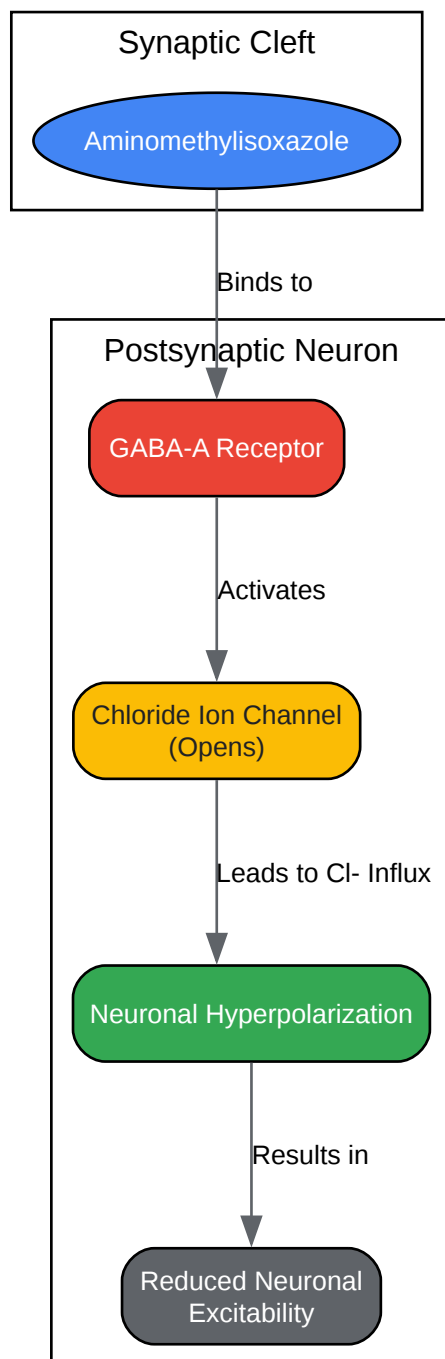 Synaptic Cleft
Aminomethylisoxazole
Binds to
Postsynaptic Neuron
GABA-A Receptor
Activates
Chloride Ion Channel
(Opens)
Leads to Cl- Influx
Neuronal Hyperpolarization
Results in
Reduced Neuronal
Excitability